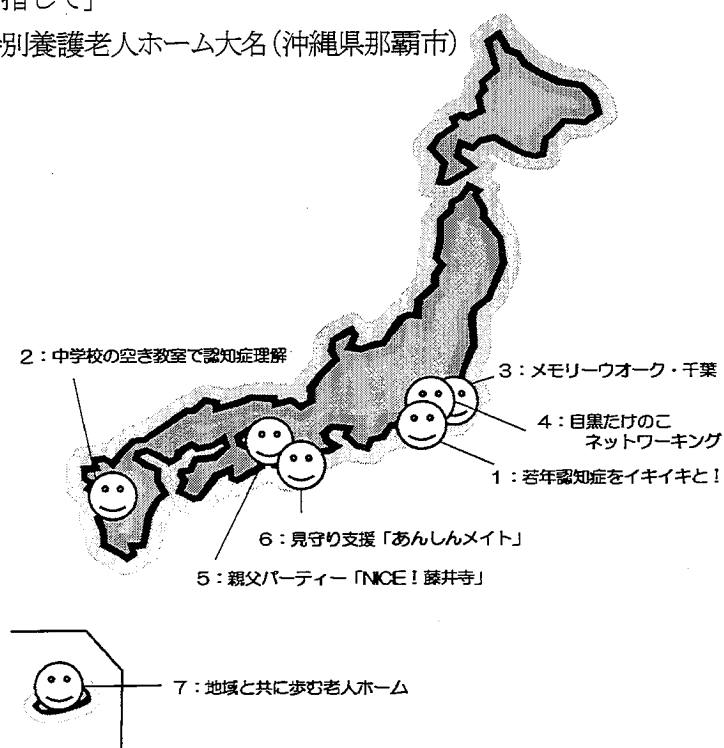 指して」
別養護老人ホーム大名（沖縄県那覇市）
2：中学校の空き教室で認知症理解
3：メモリーウオーク・千葉
4：目黒たけのこ
ネットワーキング
1：若年認知症をイキイキと！
6：見守り支援「あんしんメイト」
5：親父パーティー「NICE！藤井寺」
7：地域と共に歩む老人ホーム